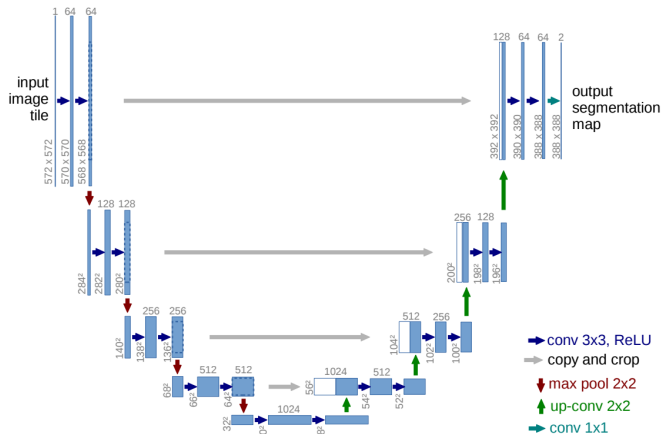 1
64
64
128
64
64
2
input
image
tile
output
segmentation
map
572 x 572
570 x 570
568 x 568
392 x 392
390 x 390
388 x 388
388 x 388
128
128
256
128
284²
282²
280²
200²
198²
196²
256
256
512
256
140²
138²
136²
104²
102²
100²
512
512
1024
512
68²
66²
64²
56²
54²
52²
1024
32²
conv 3x3, ReLU
copy and crop
max pool 2x2
up-conv 2x2
conv 1x1